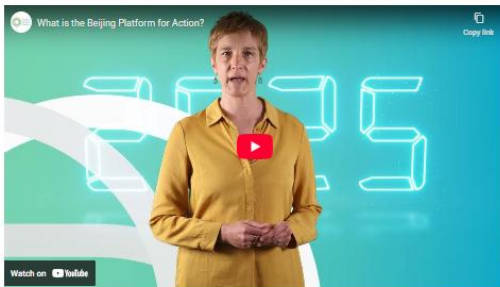 What is the Beijing Platform for Action?
Copy link
2025
Watch on YouTube